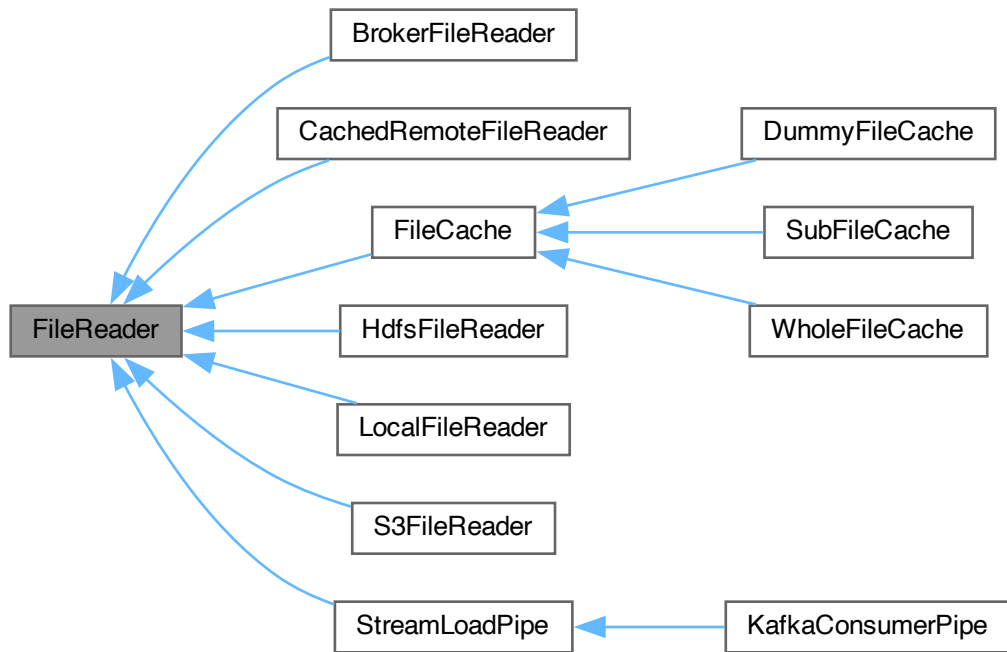 BrokerFileReader
CachedRemoteFileReader
DummyFileCache
FileCache
SubFileCache
FileReader
HdfsFileReader
WholeFileCache
LocalFileReader
S3FileReader
StreamLoadPipe
KafkaConsumerPipe